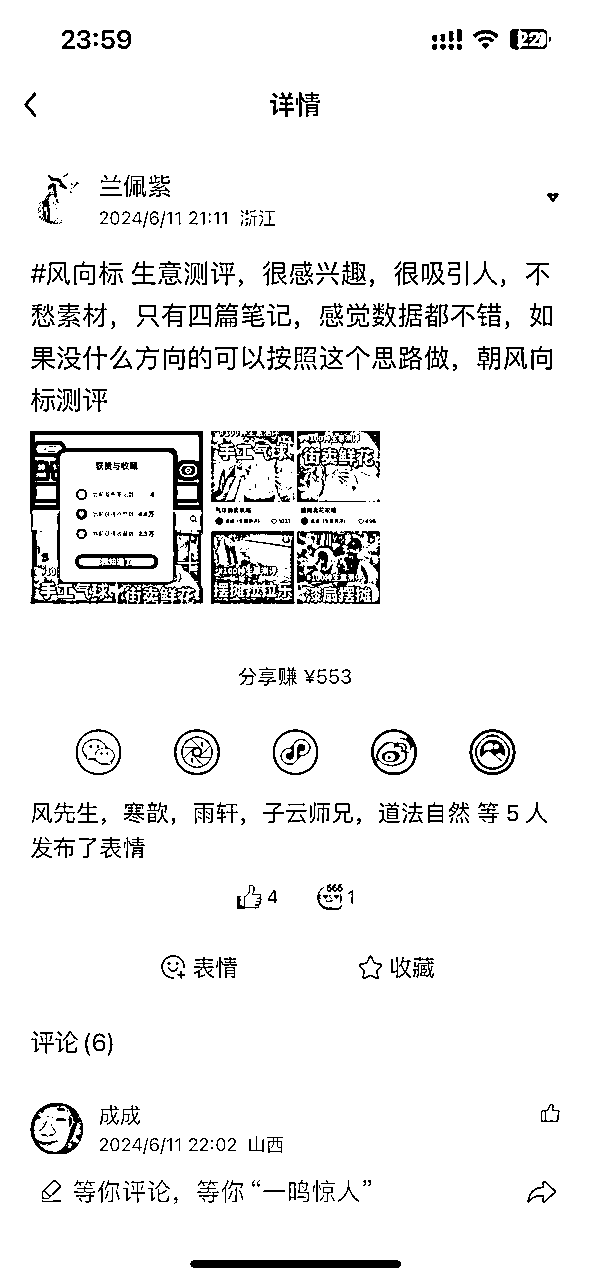 23:59
22
详情
兰佩紫
2024/6/11 21:11 浙江
#风向标 生意测评，很感兴趣，很吸引人，不
愁素材，只有四篇笔记，感觉数据都不错，如
果没什么方向的可以按照这个思路做，朝风向
标测评
获赞与收藏
手工气球
街卖鲜花
手工气球
街卖鲜花
漆扇摆摊
分享赚 ¥553
风先生，寒歆，雨轩，子云师兄，道法自然 等 5 人
发布了表情
4
666
1
表情
收藏
评论 (6)
成成
2024/6/11 22:02 山西
等你评论，等你“一鸣惊人”